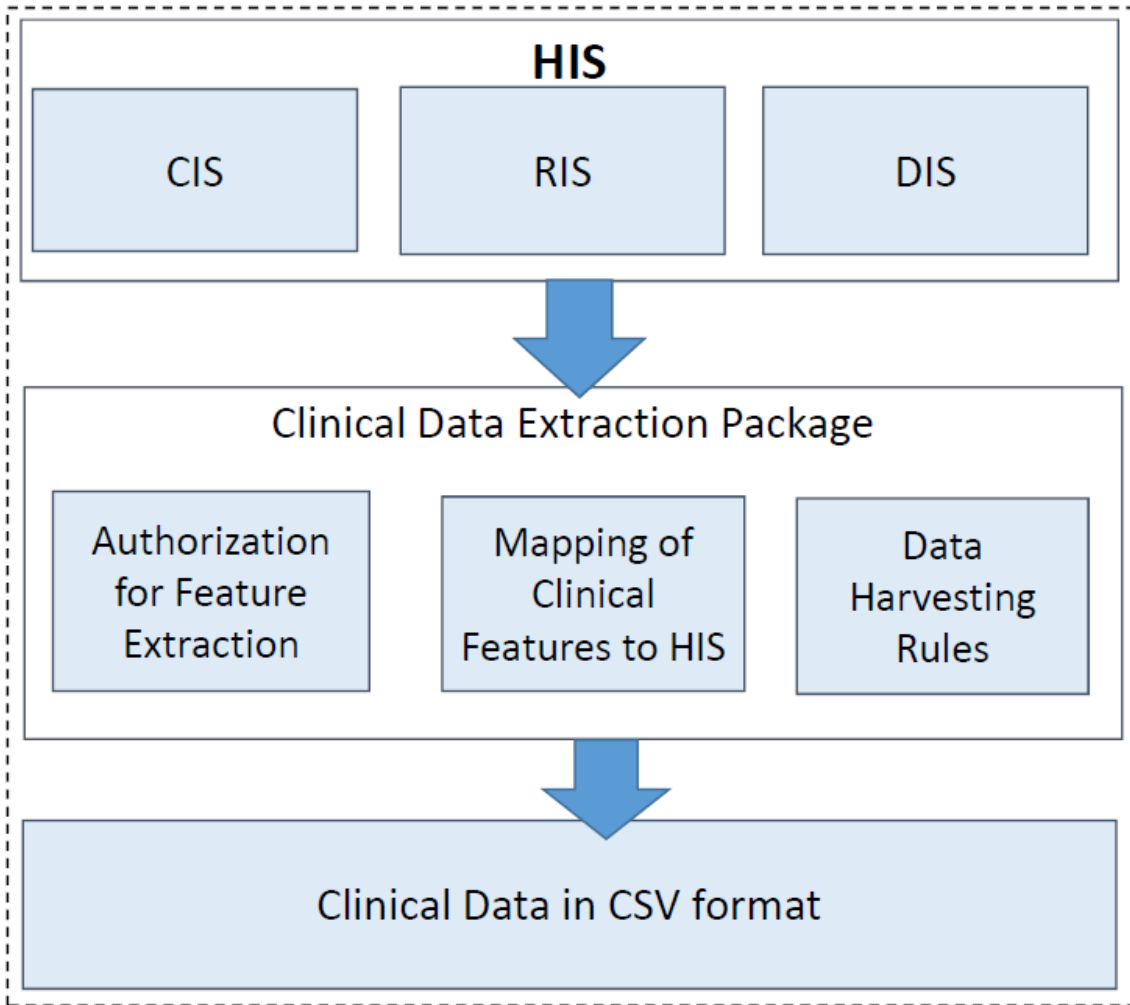 HIS
CIS
RIS
DIS
Clinical Data Extraction Package
Authorization
for Feature
Extraction
Mapping of
Clinical
Features to HIS
Data
Harvesting
Rules
Clinical Data in CSV format